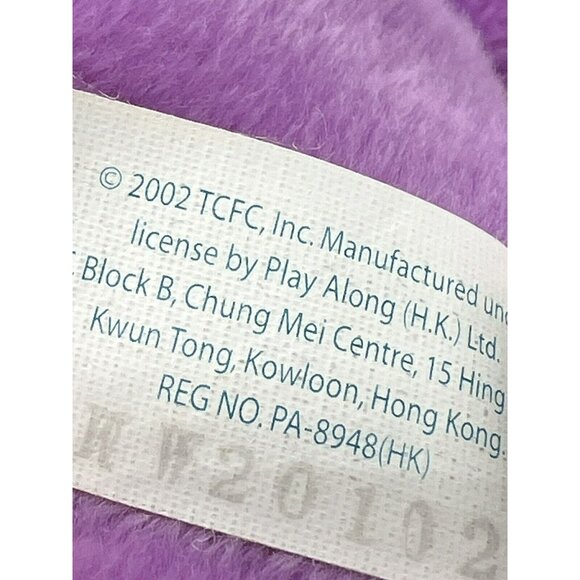 © 2002 TCFC, Inc. Manufactured
license by Play Along (H.K.) Ltd.
Block B, Chung Mei Centre, 15 Hing
Kwun Tong, Kowloon, Hong Kong.
REG NO. PA-8948(HK)
W20102